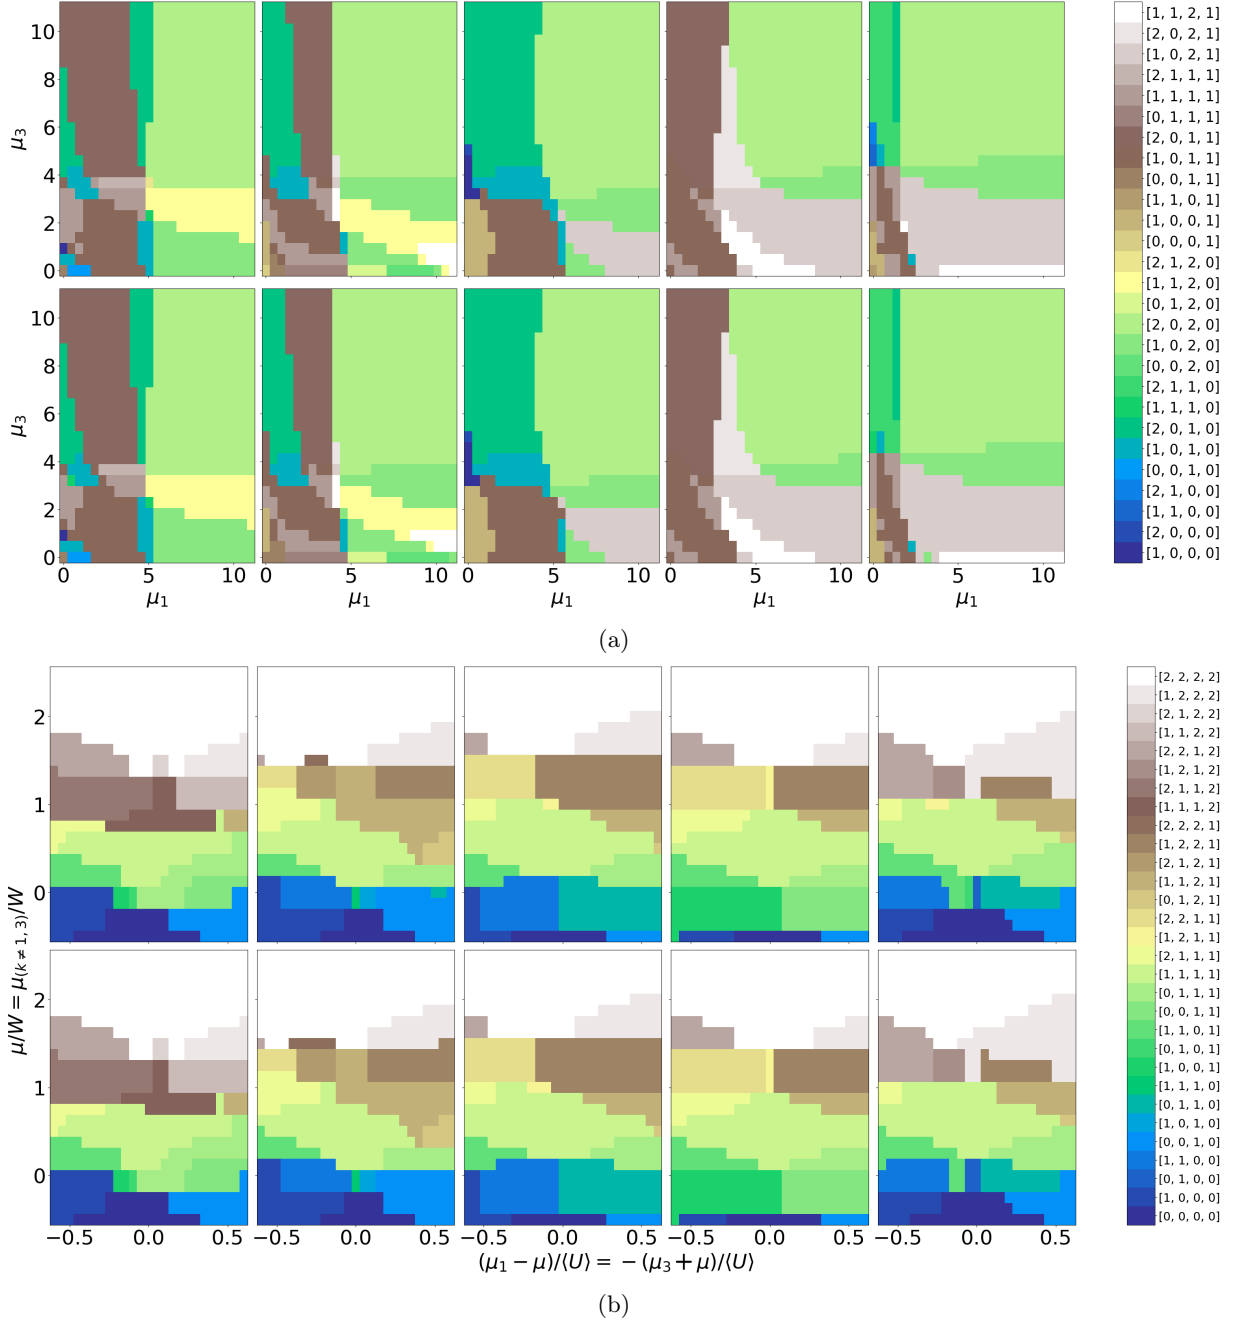 10
8
6
4
2
0
μ₃
10
8
6
4
2
0
μ₃
0 5 10
μ₁
0 5 10
μ₁
0 5 10
μ₁
0 5 10
μ₁
0 5 10
μ₁
[1, 1, 2, 1]
[2, 0, 2, 1]
[1, 0, 2, 1]
[2, 1, 1, 1]
[1, 1, 1, 1]
[0, 1, 1, 1]
[2, 0, 1, 1]
[1, 0, 1, 1]
[0, 0, 1, 1]
[1, 1, 0, 1]
[1, 0, 0, 1]
[0, 0, 0, 1]
[2, 1, 2, 0]
[1, 1, 2, 0]
[0, 1, 2, 0]
[2, 0, 2, 0]
[1, 0, 2, 0]
[0, 0, 2, 0]
[2, 1, 1, 0]
[1, 1, 1, 0]
[2, 0, 1, 0]
[1, 0, 1, 0]
[0, 0, 1, 0]
[2, 1, 0, 0]
[1, 1, 0, 0]
[2, 0, 0, 0]
[1, 0, 0, 0]
(a)
2
1
0
2
1
0
μ/W = μ(k ≠ 1, 3)/W
−0.5 0.0 0.5
−0.5 0.0 0.5
−0.5 0.0 0.5
−0.5 0.0 0.5
−0.5 0.0 0.5
(μ₁ − μ)/⟨U⟩ = − (μ₃ + μ)/⟨U⟩
[2, 2, 2, 2]
[1, 2, 2, 2]
[2, 1, 2, 2]
[1, 1, 2, 2]
[2, 2, 1, 2]
[1, 2, 1, 2]
[2, 1, 1, 2]
[1, 1, 1, 2]
[2, 2, 2, 1]
[1, 2, 2, 1]
[2, 1, 2, 1]
[1, 1, 2, 1]
[0, 1, 2, 1]
[2, 2, 1, 1]
[1, 2, 1, 1]
[2, 1, 1, 1]
[1, 1, 1, 1]
[0, 1, 1, 1]
[0, 0, 1, 1]
[1, 1, 0, 1]
[0, 1, 0, 1]
[1, 0, 0, 1]
[1, 1, 1, 0]
[0, 1, 1, 0]
[1, 0, 1, 0]
[0, 0, 1, 0]
[1, 1, 0, 0]
[0, 1, 0, 0]
[1, 0, 0, 0]
[0, 0, 0, 0]
(b)